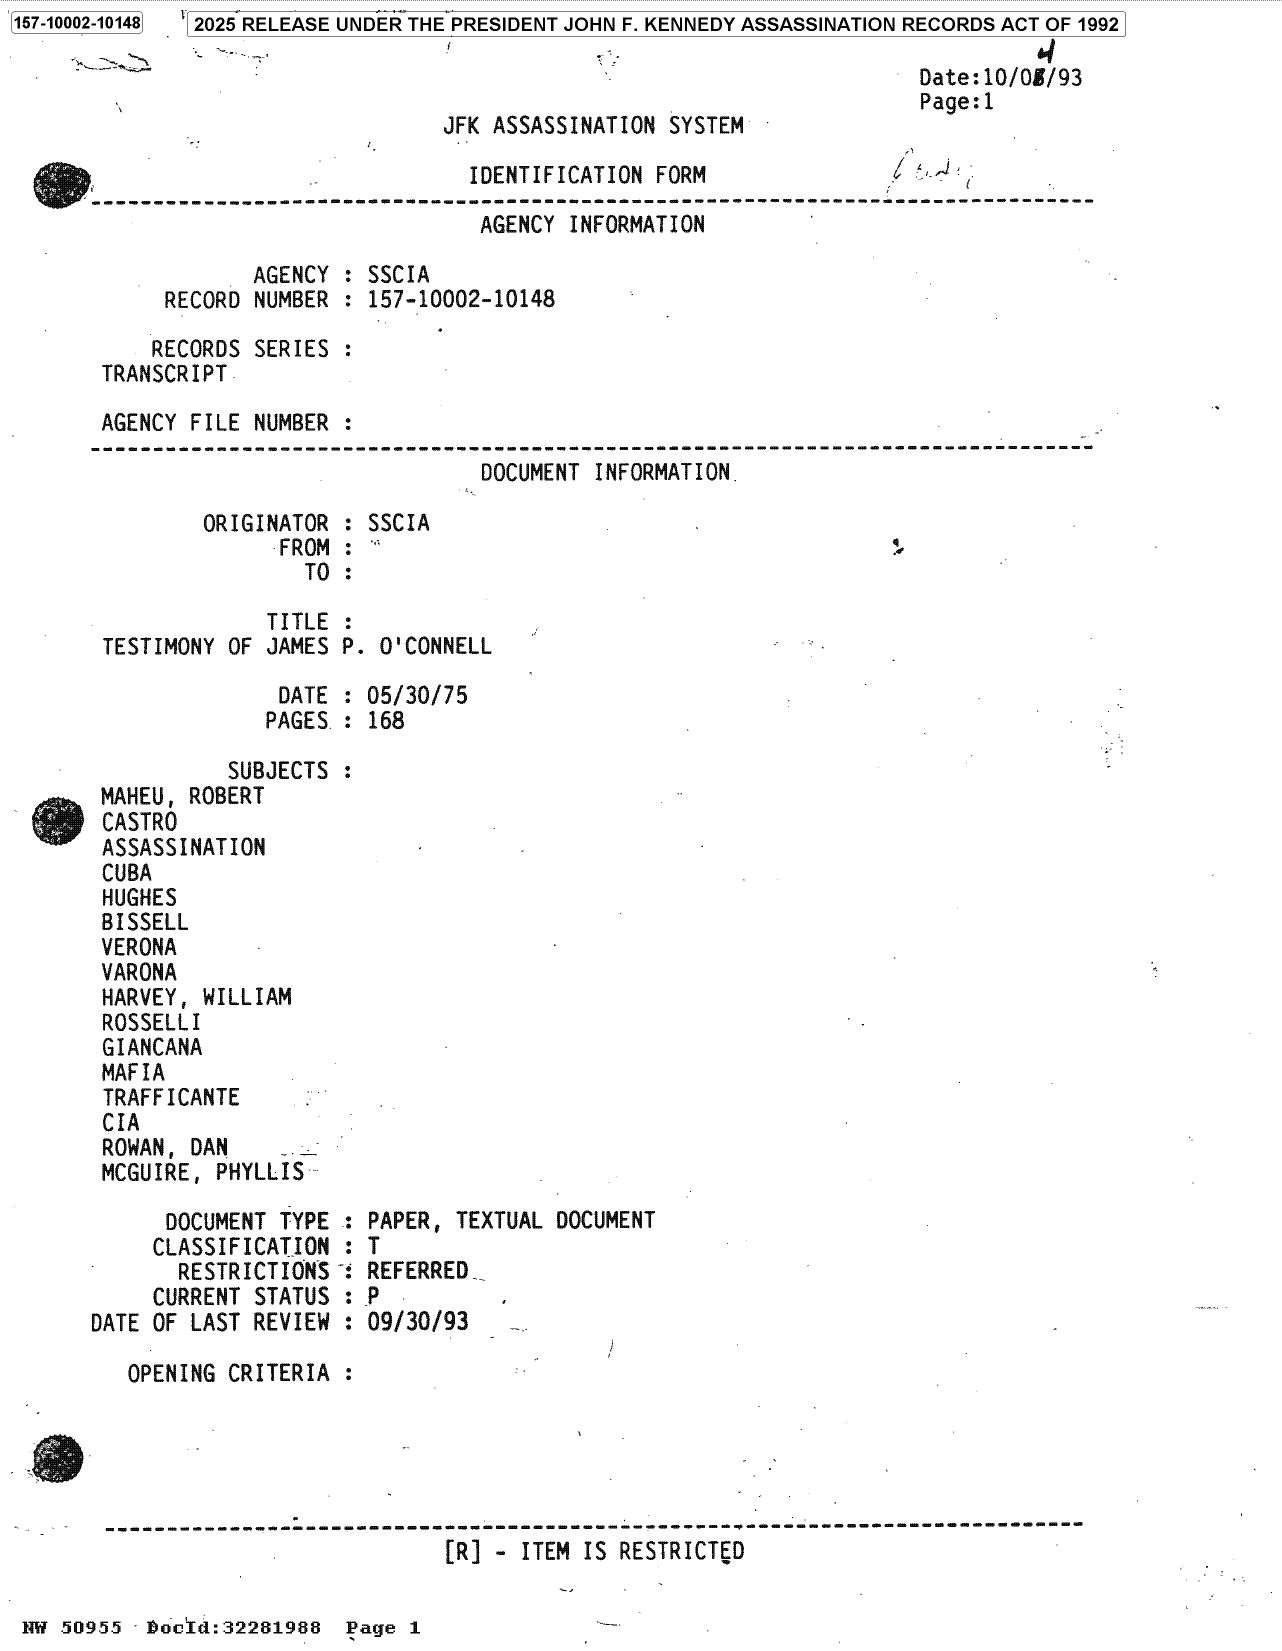 157-10002-10148
2025 RELEASE UNDER THE PRESIDENT JOHN F. KENNEDY ASSASSINATION RECORDS ACT OF 1992
4
Date:10/0 /93
Page:1
JFK ASSASSINATION SYSTEM
IDENTIFICATION FORM
AGENCY INFORMATION
AGENCY : SSCIA
RECORD NUMBER : 157-10002-10148
RECORDS SERIES :
TRANSCRIPT
AGENCY FILE NUMBER :
DOCUMENT INFORMATION
ORIGINATOR : SSCIA
FROM :
TO :
TITLE :
TESTIMONY OF JAMES P. O'CONNELL
DATE : 05/30/75
PAGES : 168
SUBJECTS :
MAHEU, ROBERT
CASTRO
ASSASSINATION
CUBA
HUGHES
BISSELL
VERONA
VARONA
HARVEY, WILLIAM
ROSSELLI
GIANCANA
MAFIA
TRAFFICANTE
CIA
ROWAN, DAN
MCGUIRE, PHYLLIS
DOCUMENT TYPE : PAPER, TEXTUAL DOCUMENT
CLASSIFICATION : T
RESTRICTIONS : REFERRED
CURRENT STATUS : P
DATE OF LAST REVIEW : 09/30/93
OPENING CRITERIA :
[R] - ITEM IS RESTRICTED
NW 50955 DocId:32281988 Page 1